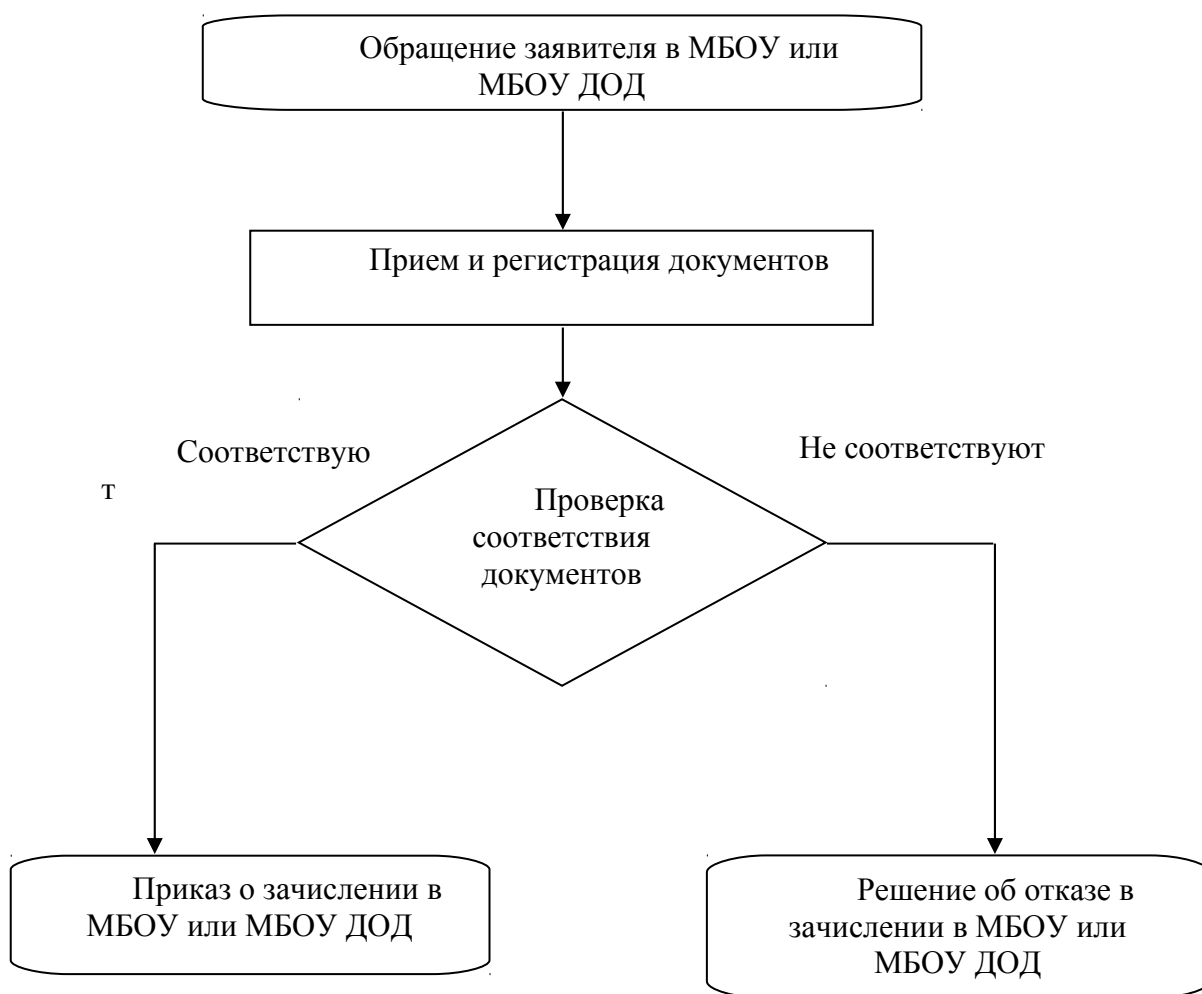 Обращение заявителя в МБОУ или
МБОУ ДОД
Прием и регистрация документов
Соответствую
т
Не соответствуют
Проверка
соответствия
документов
Приказ о зачислении в
МБОУ или МБОУ ДОД
Решение об отказе в
зачислении в МБОУ или
МБОУ ДОД